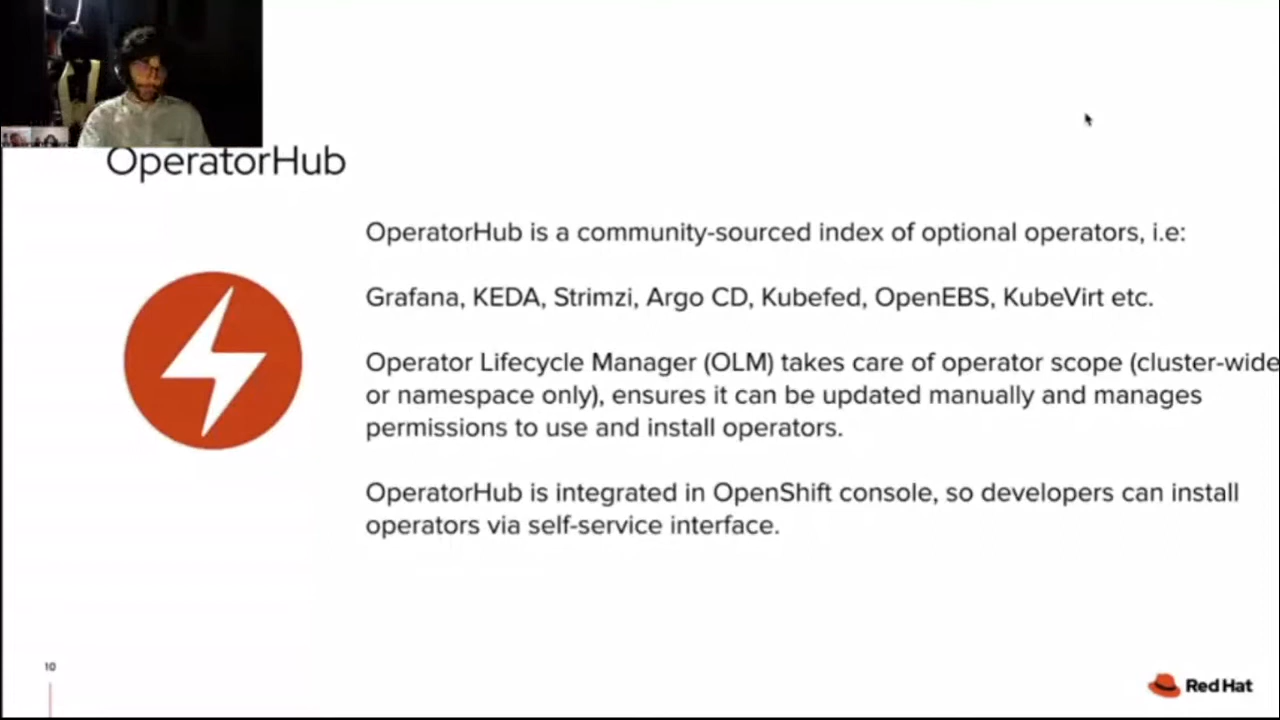 OperatorHub
OperatorHub is a community-sourced index of optional operators, i.e:
Grafana, KEDA, Strimzi, Argo CD, Kubefed, OpenEBS, KubeVirt etc.
Operator Lifecycle Manager (OLM) takes care of operator scope (cluster-wide
or namespace only), ensures it can be updated manually and manages
permissions to use and install operators.
OperatorHub is integrated in OpenShift console, so developers can install
operators via self-service interface.
10
Red Hat